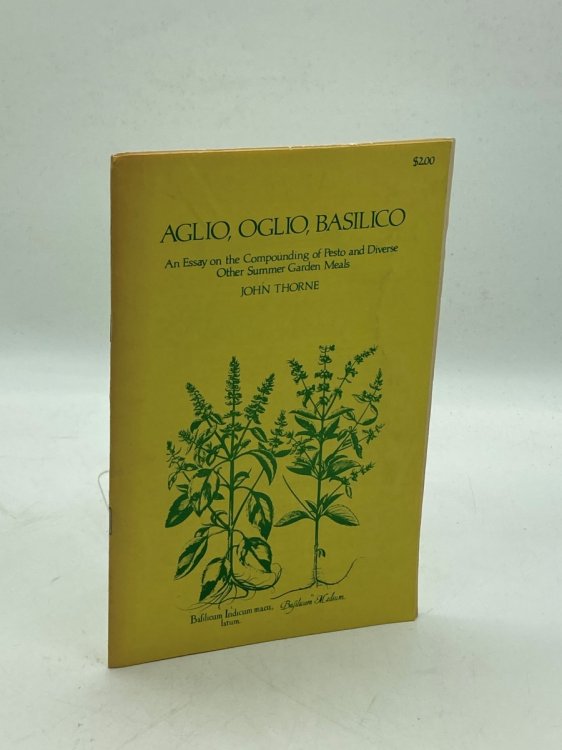 $2.00
AGLIO, OGLIO, BASILICO
An Essay on the Compounding of Pesto and Diverse
Other Summer Garden Meals
JOHN THORNE
Basilicum Indicum macu,
latum.
Basilicum Medium.